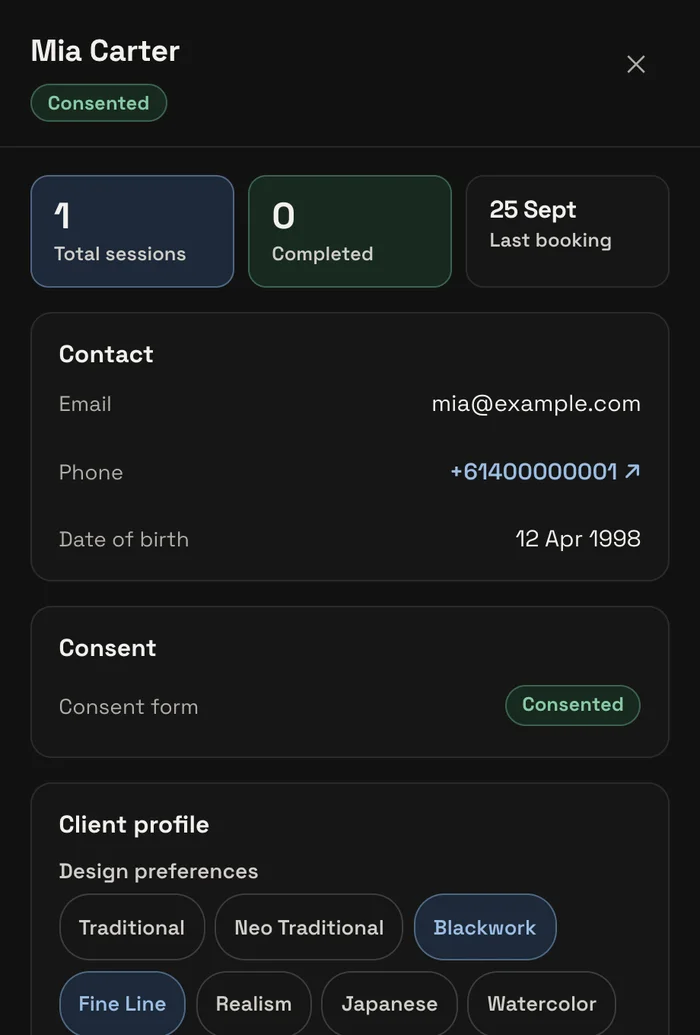 Mia Carter
Consented
1
Total sessions
0
Completed
25 Sept
Last booking
Contact
Email
mia@example.com
Phone
+61400000001 ↗
Date of birth
12 Apr 1998
Consent
Consent form
Consented
Client profile
Design preferences
Traditional
Neo Traditional
Blackwork
Fine Line
Realism
Japanese
Watercolor